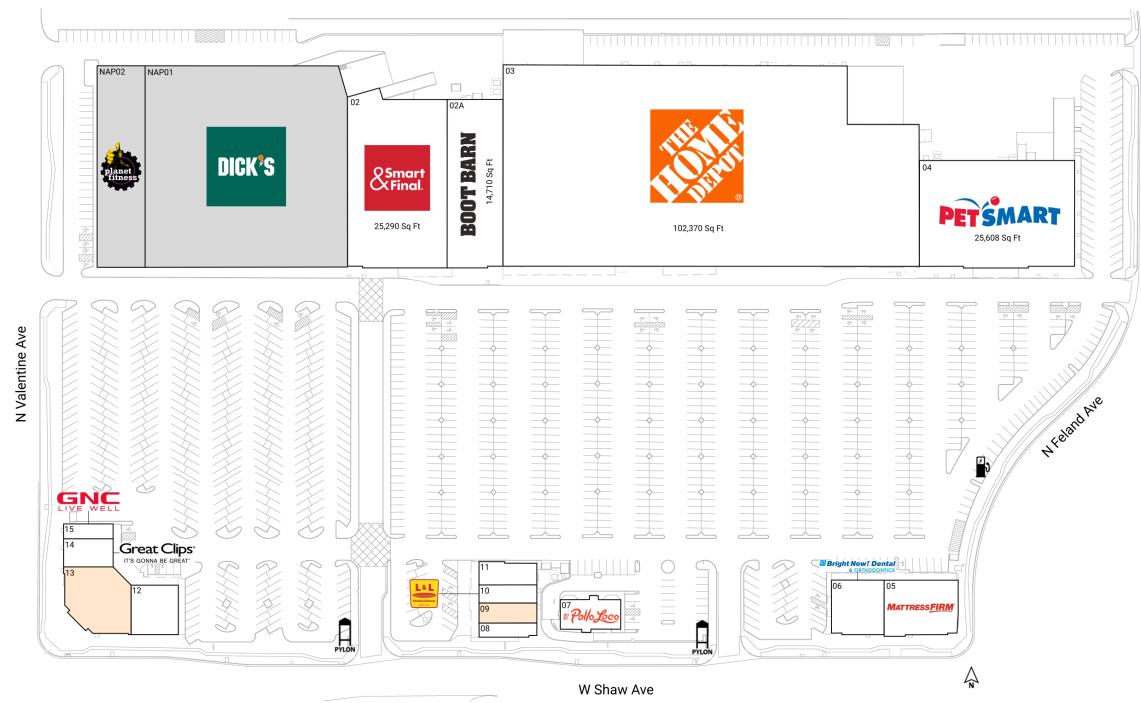 NAP02
NAP01
02
02A
03
04
planet
fitness
DICK'S
&Smart
Final.
25,290 Sq Ft
BOOT BARN
14,710 Sq Ft
THE
HOME
DEPOT
®
102,370 Sq Ft
PETSMART
25,608 Sq Ft
N Valentine Ave
N Feland Ave
GNC
LIVE WELL
15
14
13
12
Great Clips®
IT'S GONNA BE GREAT™
PYLON
L&L
11
10
09
08
07
El Pollo Loco
PYLON
Bright Now! Dental
& ORTHODONTICS
06
05
MATTRESSFIRM
W Shaw Ave
N